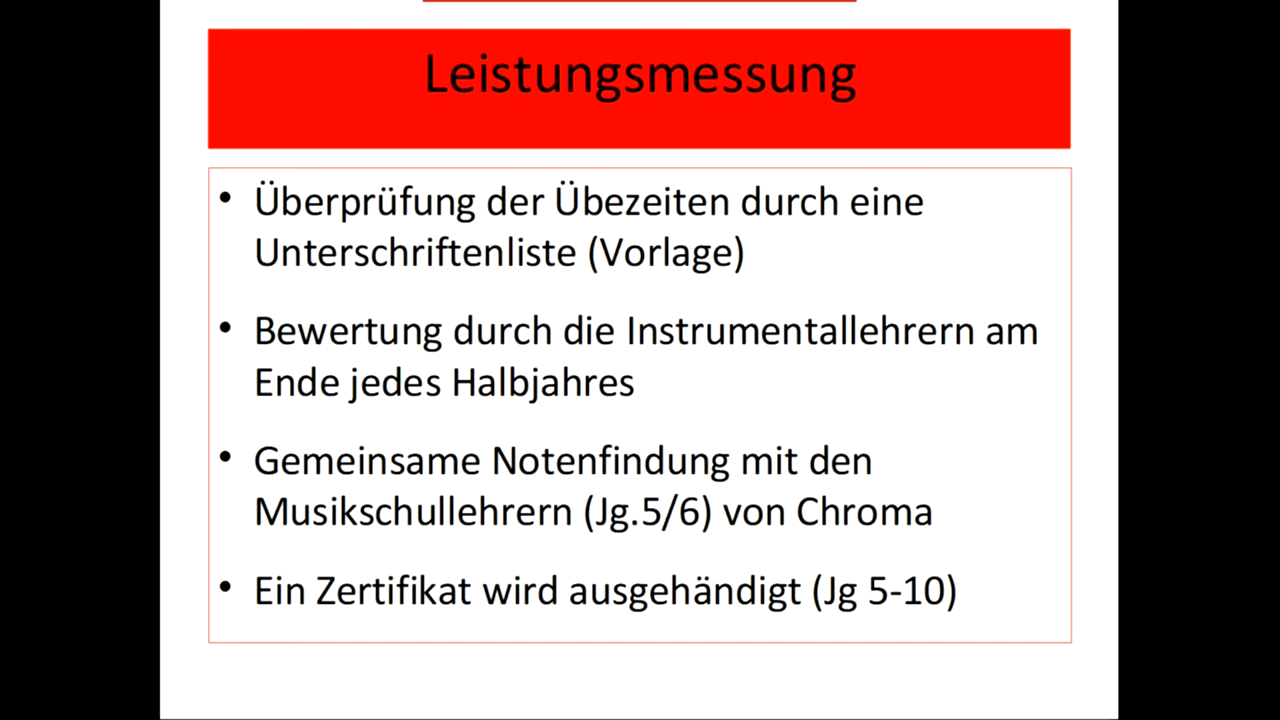 Leistungsmessung
• Überprüfung der Übezeiten durch eine
Unterschriftenliste (Vorlage)
• Bewertung durch die Instrumentallehrern am
Ende jedes Halbjahres
• Gemeinsame Notenfindung mit den
Musikschullehrern (Jg.5/6) von Chroma
• Ein Zertifikat wird ausgehändigt (Jg 5-10)